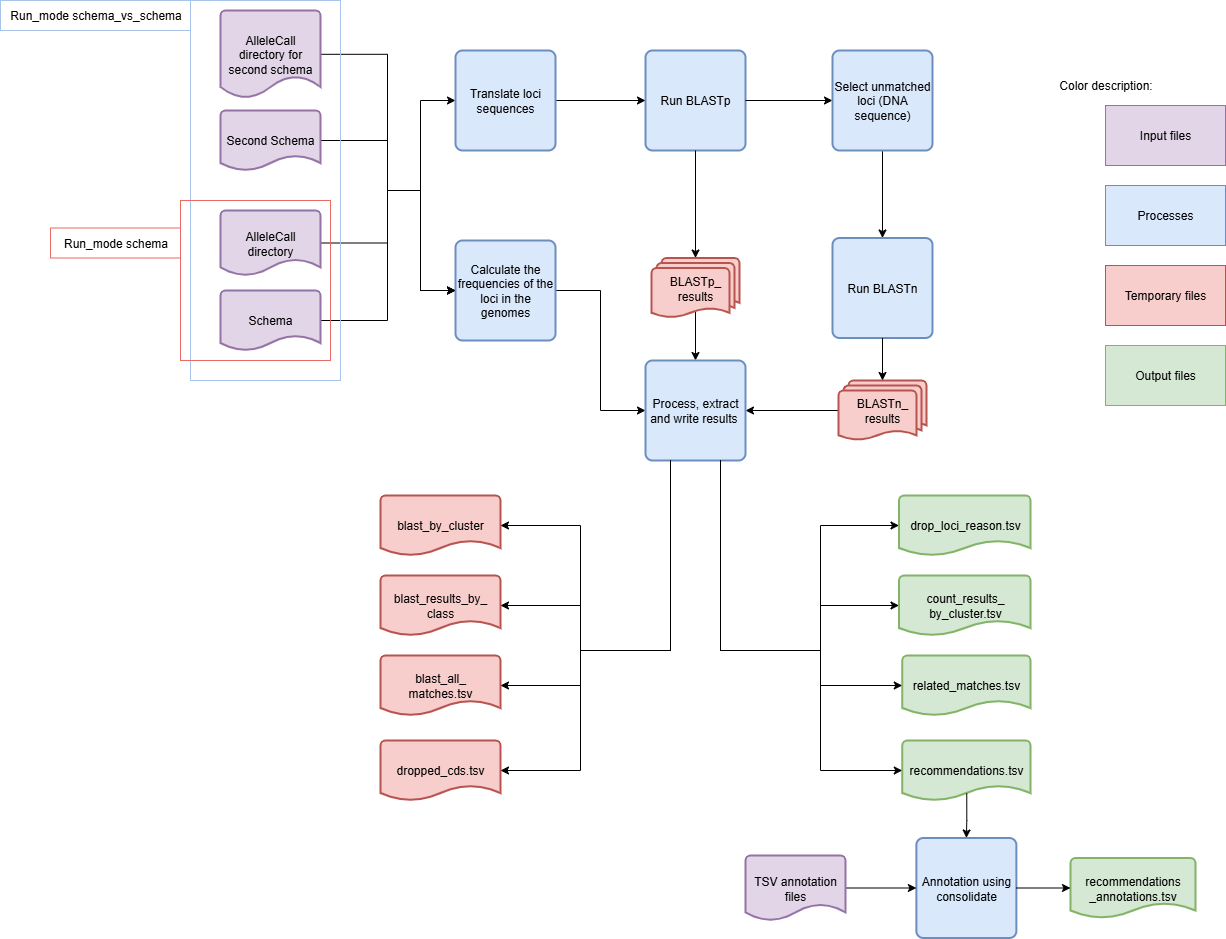 Run_mode schema_vs_schema
AlleleCall
directory for
second schema
Second Schema
Run_mode schema
AlleleCall
directory
Schema
Translate loci
sequences
Run BLASTp
Select unmatched
loci (DNA
sequence)
Calculate the
frequencies of the
loci in the
genomes
BLASTp_
results
Run BLASTn
Process, extract
and write results
BLASTn_
results
Color description:
Input files
Processes
Temporary files
Output files
blast_by_cluster
blast_results_by_
class
blast_all_
matches.tsv
dropped_cds.tsv
drop_loci_reason.tsv
count_results_
by_cluster.tsv
related_matches.tsv
recommendations.tsv
TSV annotation
files
Annotation using
consolidate
recommendations
_annotations.tsv